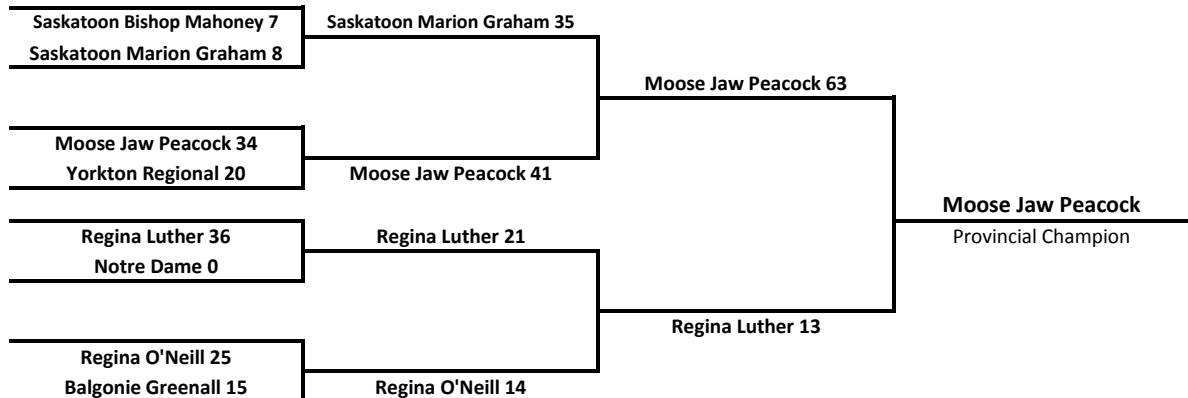 Saskatoon Bishop Mahoney 7
Saskatoon Marion Graham 8
Moose Jaw Peacock 34
Yorkton Regional 20
Regina Luther 36
Notre Dame 0
Regina O'Neill 25
Balgonie Greenall 15
Saskatoon Marion Graham 35
Moose Jaw Peacock 41
Regina Luther 21
Regina O'Neill 14
Moose Jaw Peacock 63
Regina Luther 13
Moose Jaw Peacock
Provincial Champion